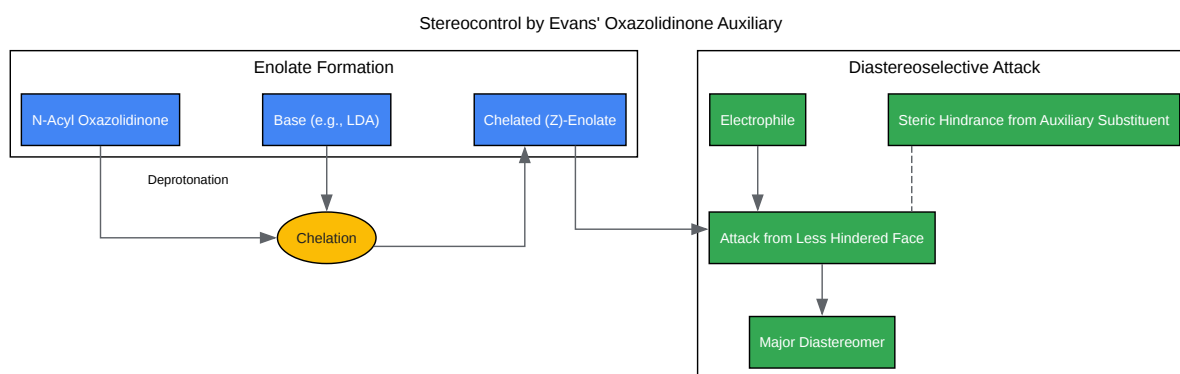 Stereocontrol by Evans' Oxazolidinone Auxiliary
Enolate Formation
N-Acyl Oxazolidinone
Base (e.g., LDA)
Chelated (Z)-Enolate
Deprotonation
Chelation
Diastereoselective Attack
Electrophile
Steric Hindrance from Auxiliary Substituent
Attack from Less Hindered Face
Major Diastereomer